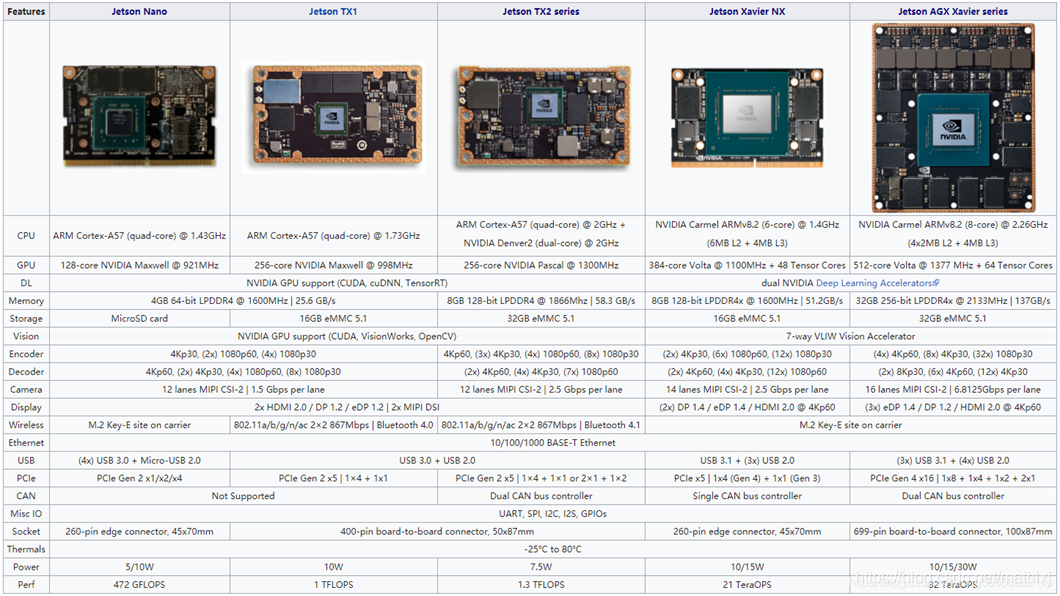 Features Jetson Nano Jetson TX1 Jetson TX2 series Jetson Xavier NX Jetson AGX Xavier series
NVIDIA NVIDIA NVIDIA NVIDIA
NVIDIA NVIDIA
CPU ARM Cortex-A57 (quad-core) @ 1.43GHz ARM Cortex-A57 (quad-core) @ 1.73GHz ARM Cortex-A57 (quad-core) @ 2GHz + NVIDIA Carmel ARMv8.2 (6-core) @ 1.4GHz NVIDIA Carmel ARMv8.2 (8-core) @ 2.26GHz
NVIDIA Denver2 (dual-core) @ 2GHz (6MB L2 + 4MB L3) (4x2MB L2 + 4MB L3)
GPU 128-core NVIDIA Maxwell @ 921MHz 256-core NVIDIA Maxwell @ 998MHz 256-core NVIDIA Pascal @ 1300MHz 384-core Volta @ 1100MHz + 48 Tensor Cores 512-core Volta @ 1377 MHz + 64 Tensor Cores
DL NVIDIA GPU support (CUDA, cuDNN, TensorRT) dual NVIDIA Deep Learning Accelerators
Memory 4GB 64-bit LPDDR4 @ 1600MHz | 25.6 GB/s 8GB 128-bit LPDDR4 @ 1866Mhz | 58.3 GB/s 8GB 128-bit LPDDR4x @ 1600MHz | 51.2GB/s 32GB 256-bit LPDDR4x @ 2133MHz | 137GB/s
Storage MicroSD card 16GB eMMC 5.1 32GB eMMC 5.1 16GB eMMC 5.1 32GB eMMC 5.1
Vision NVIDIA GPU support (CUDA, VisionWorks, OpenCV) 7-way VLIW Vision Accelerator
Encoder 4Kp30, (2x) 1080p60, (4x) 1080p30 4Kp60, (3x) 4Kp30, (4x) 1080p60, (8x) 1080p30 (2x) 4Kp30, (6x) 1080p60, (12x) 1080p30 (4x) 4Kp60, (8x) 4Kp30, (32x) 1080p30
Decoder 4Kp60, (2x) 4Kp30, (4x) 1080p60, (8x) 1080p30 (2x) 4Kp60, (4x) 4Kp30, (7x) 1080p60 (2x) 4Kp60, (4x) 4Kp30, (12x) 1080p60 (2x) 8Kp30, (6x) 4Kp60, (12x) 4Kp30
Camera 12 lanes MIPI CSI-2 | 1.5 Gbps per lane 12 lanes MIPI CSI-2 | 2.5 Gbps per lane 14 lanes MIPI CSI-2 | 2.5 Gbps per lane 16 lanes MIPI CSI-2 | 6.8125Gbps per lane
Display 2x HDMI 2.0 / DP 1.2 / eDP 1.2 | 2x MIPI DSI (2x) DP 1.4 / eDP 1.4 / HDMI 2.0 @ 4Kp60 (3x) eDP 1.4 / DP 1.2 / HDMI 2.0 @ 4Kp60
Wireless M.2 Key-E site on carrier 802.11a/b/g/n/ac 2×2 867Mbps | Bluetooth 4.0 802.11a/b/g/n/ac 2×2 867Mbps | Bluetooth 4.1 M.2 Key-E site on carrier
Ethernet 10/100/1000 BASE-T Ethernet
USB (4x) USB 3.0 + Micro-USB 2.0 USB 3.0 + USB 2.0 USB 3.1 + (3x) USB 2.0 (3x) USB 3.1 + (4x) USB 2.0
PCIe PCIe Gen 2 x1/x2/x4 PCIe Gen 2 x5 | 1×4 + 1x1 PCIe Gen 2 x5 | 1×4 + 1×1 or 2×1 + 1×2 PCIe x5 | 1x4 (Gen 4) + 1x1 (Gen 3) PCIe Gen 4 x16 | 1x8 + 1x4 + 1x2 + 2x1
CAN Not Supported Dual CAN bus controller Single CAN bus controller Dual CAN bus controller
Misc IO UART, SPI, I2C, I2S, GPIOs
Socket 260-pin edge connector, 45x70mm 400-pin board-to-board connector, 50x87mm 260-pin edge connector, 45x70mm 699-pin board-to-board connector, 100x87mm
Thermals -25°C to 80°C
Power 5/10W 10W 7.5W 10/15W 10/15/30W
Perf 472 GFLOPS 1 TFLOPS 1.3 TFLOPS 21 TeraOPS 32 TeraOPS